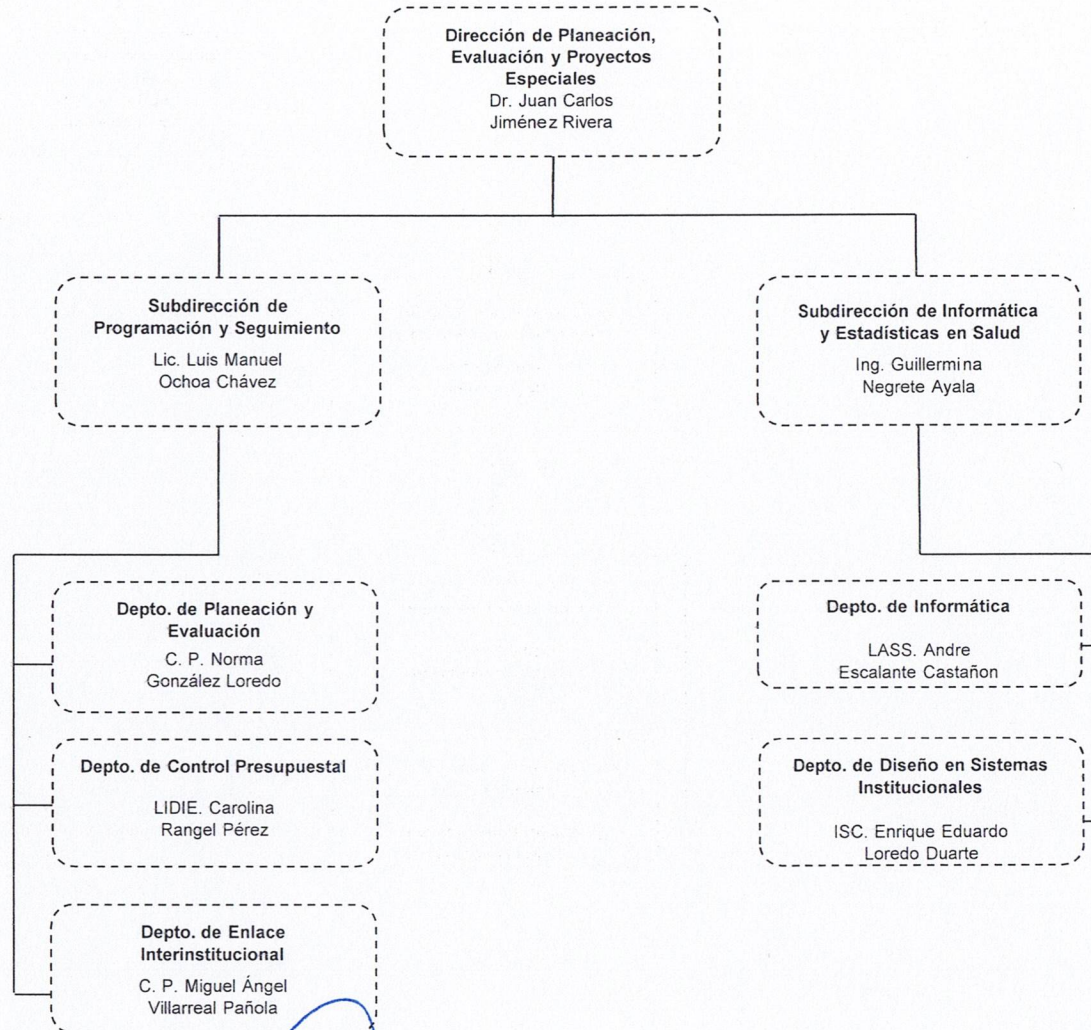 Dirección de Planeación,
Evaluación y Proyectos
Especiales
Dr. Juan Carlos
Jiménez Rivera
Subdirección de
Programación y Seguimiento
Lic. Luis Manuel
Ochoa Chávez
Subdirección de Informática
y Estadísticas en Salud
Ing. Guillermina
Negrete Ayala
Depto. de Planeación y
Evaluación
C. P. Norma
González Loredo
Depto. de Control Presupuestal
LIDIE. Carolina
Rangel Pérez
Depto. de Enlace
Interinstitucional
C. P. Miguel Ángel
Villarreal Pañola
Depto. de Informática
LASS. Andre
Escalante Castañon
Depto. de Diseño en Sistemas
Institucionales
ISC. Enrique Eduardo
Loredo Duarte